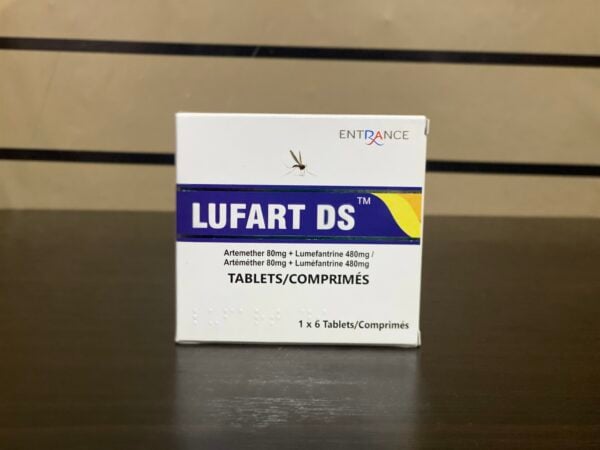 ENTRANCE
LUFART DS™
Artemether 80mg + Lumefantrine 480mg /
Artéméther 80mg + Luméfantrine 480mg
TABLETS/COMPRIMÉS
1 x 6 Tablets/Comprimés